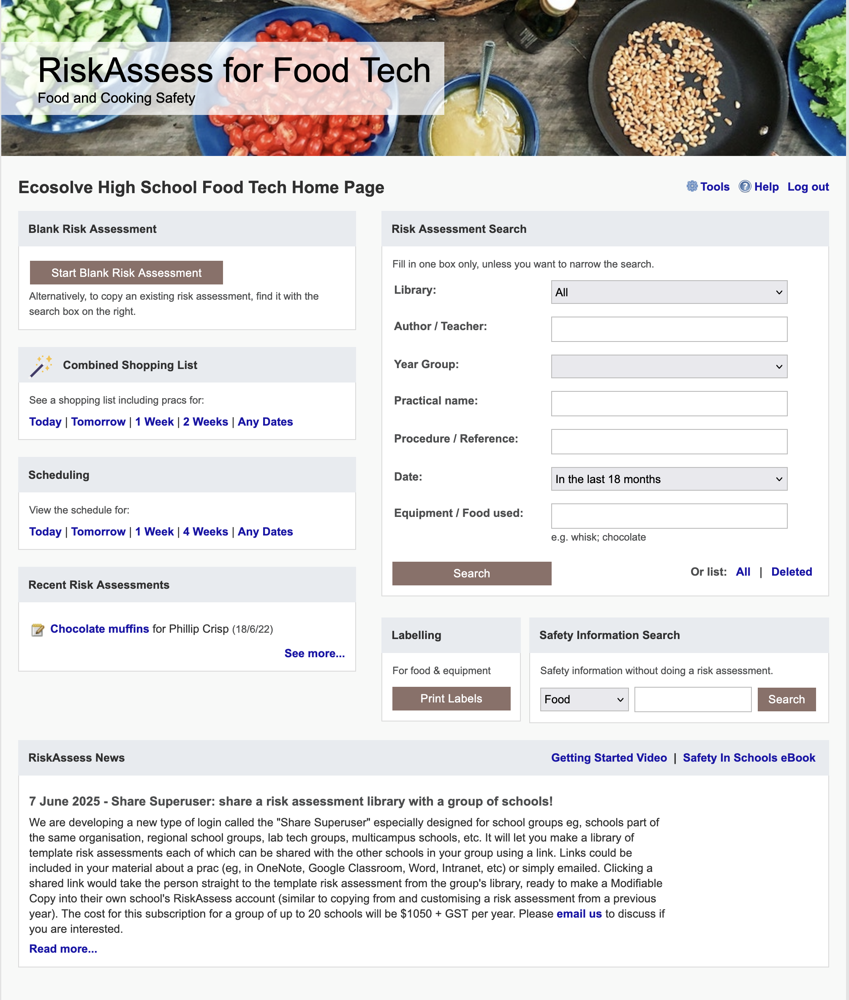 RiskAssess for Food Tech
Food and Cooking Safety
Ecosolve High School Food Tech Home Page
Tools Help Log out
Blank Risk Assessment
Start Blank Risk Assessment
Alternatively, to copy an existing risk assessment, find it with the
search box on the right.
Combined Shopping List
See a shopping list including pracs for:
Today | Tomorrow | 1 Week | 2 Weeks | Any Dates
Scheduling
View the schedule for:
Today | Tomorrow | 1 Week | 4 Weeks | Any Dates
Recent Risk Assessments
Chocolate muffins for Phillip Crisp (18/6/22)
See more...
Risk Assessment Search
Fill in one box only, unless you want to narrow the search.
Library: All
Author / Teacher:
Year Group:
Practical name:
Procedure / Reference:
Date: In the last 18 months
Equipment / Food used:
e.g. whisk; chocolate
Search Or list: All | Deleted
Labelling
For food & equipment
Print Labels
Safety Information Search
Safety information without doing a risk assessment.
Food Search
RiskAssess News Getting Started Video | Safety In Schools eBook
7 June 2025 - Share Superuser: share a risk assessment library with a group of schools!
We are developing a new type of login called the "Share Superuser" especially designed for school groups eg, schools part of
the same organisation, regional school groups, lab tech groups, multicampus schools, etc. It will let you make a library of
template risk assessments each of which can be shared with the other schools in your group using a link. Links could be
included in your material about a prac (eg, in OneNote, Google Classroom, Word, Intranet, etc) or simply emailed. Clicking a
shared link would take the person straight to the template risk assessment from the group's library, ready to make a Modifiable
Copy into their own school's RiskAssess account (similar to copying from and customising a risk assessment from a previous
year). The cost for this subscription for a group of up to 20 schools will be $1050 + GST per year. Please email us to discuss if
you are interested.
Read more...